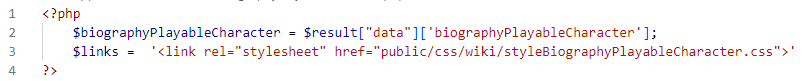 1 <?php
2 $biographyPlayableCharacter = $result["data"]['biographyPlayableCharacter'];
3 $links =  '<link rel="stylesheet" href="public/css/wiki/styleBiographyPlayableCharacter.css">'
4 ?>